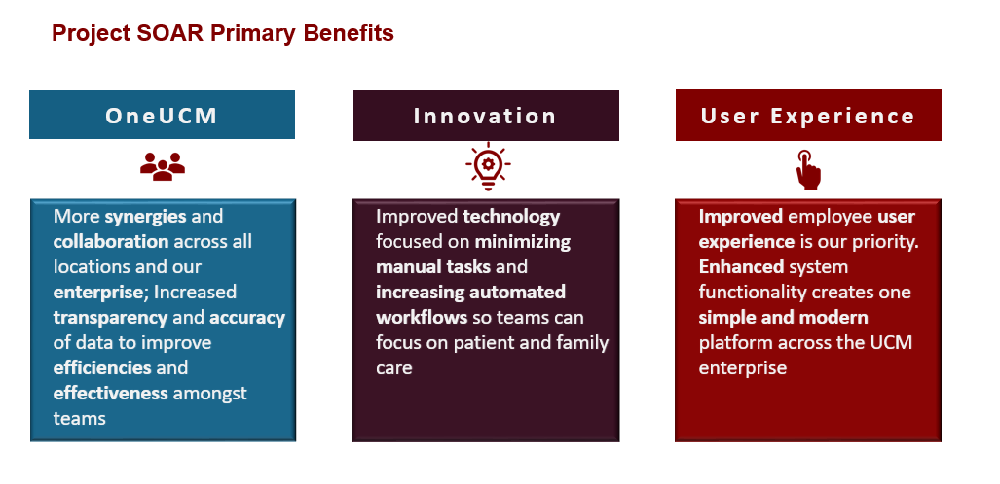 Project SOAR Primary Benefits
OneUCM
More synergies and
collaboration across all
locations and our
enterprise; Increased
transparency and accuracy
of data to improve
efficiencies and
effectiveness amongst
teams
Innovation
Improved technology
focused on minimizing
manual tasks and
increasing automated
workflows so teams can
focus on patient and family
care
User Experience
Improved employee user
experience is our priority.
Enhanced system
functionality creates one
simple and modern
platform across the UCM
enterprise